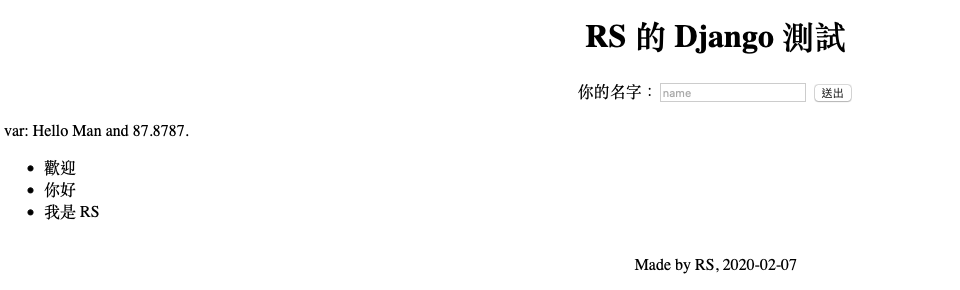 RS 的 Django 測試
你的名字： name 送出
var: Hello Man and 87.8787.
歡迎
你好
我是 RS
Made by RS, 2020-02-07